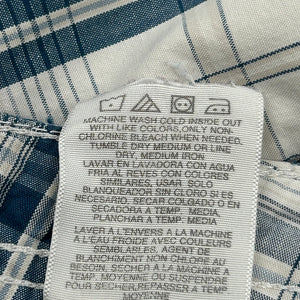 MACHINE WASH COLD INSIDE OUT
WITH LIKE COLORS, ONLY NON-
CHLORINE BLEACH WHEN NEEDED,
TUMBLE DRY MEDIUM OR LINE
DRY, MEDIUM IRON
LAVAR EN LAVADORA CON AGUA
FRIA AL REVES CON COLORES
SIMILARES, USAR SOLO
BLANQUEADOR SIN CLORO SI ES
NECESARIO, SECAR COLGADO O EN
SECADORA A TEMP. MEDIA,
PLANCHAR A TEMP. MEDIA
LAVER À L'ENVERS À LA MACHINE
À L'EAU FROIDE AVEC COULEURS
SEMBLABLES, AGENT DE
BLANCHIMENT NON CHLORE AU
BESOIN, SÉCHER À LA MACHINE À
TEMP. MOYENNE OU SUSPENDRE
POUR SÉCHER, REPASSER À TEMP.
MOYENNE